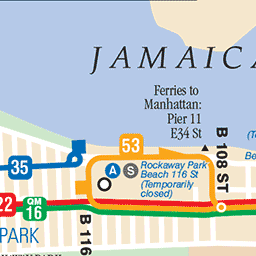 JAMAICA
Ferries to
Manhattan:
Pier 11
E34 St
53
35
A S
Rockaway Park
Beach 116 St
(Temporarily
closed)
B 108 ST
22
QM
16
B 116
PARK